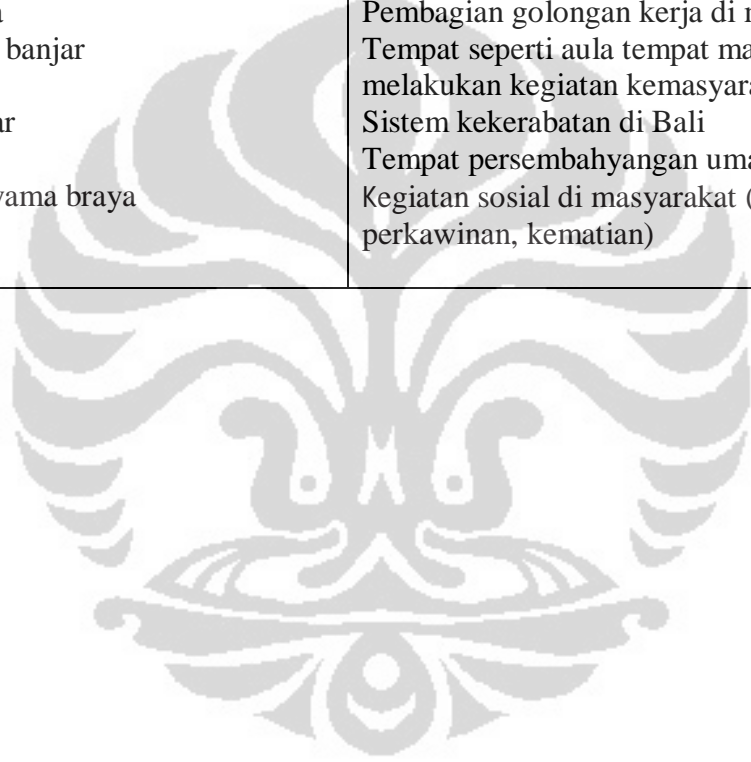 Pembagian golongan kerja di
banjar
Tempat seperti aula tempat
melakukan kegiatan
Sistem kekerabatan di Bali
Tempat persembahyangan
braya
Kegiatan sosial di masyarakat (
perkawinan, kematian)